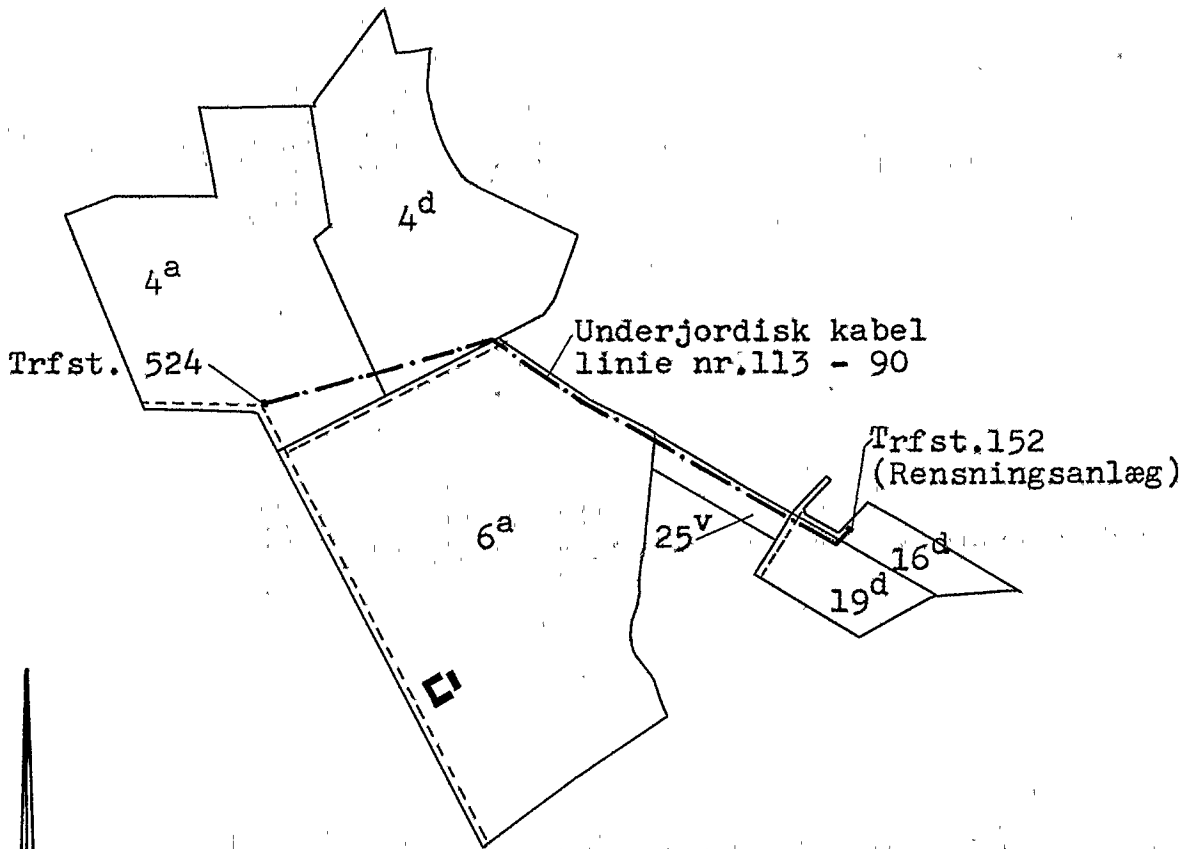 4d
4a
Trfst. 524
Underjordisk kabel
linie nr.113 - 90
Trfst.152
(Rensningsanlæg)
6a
25v
16d
19d